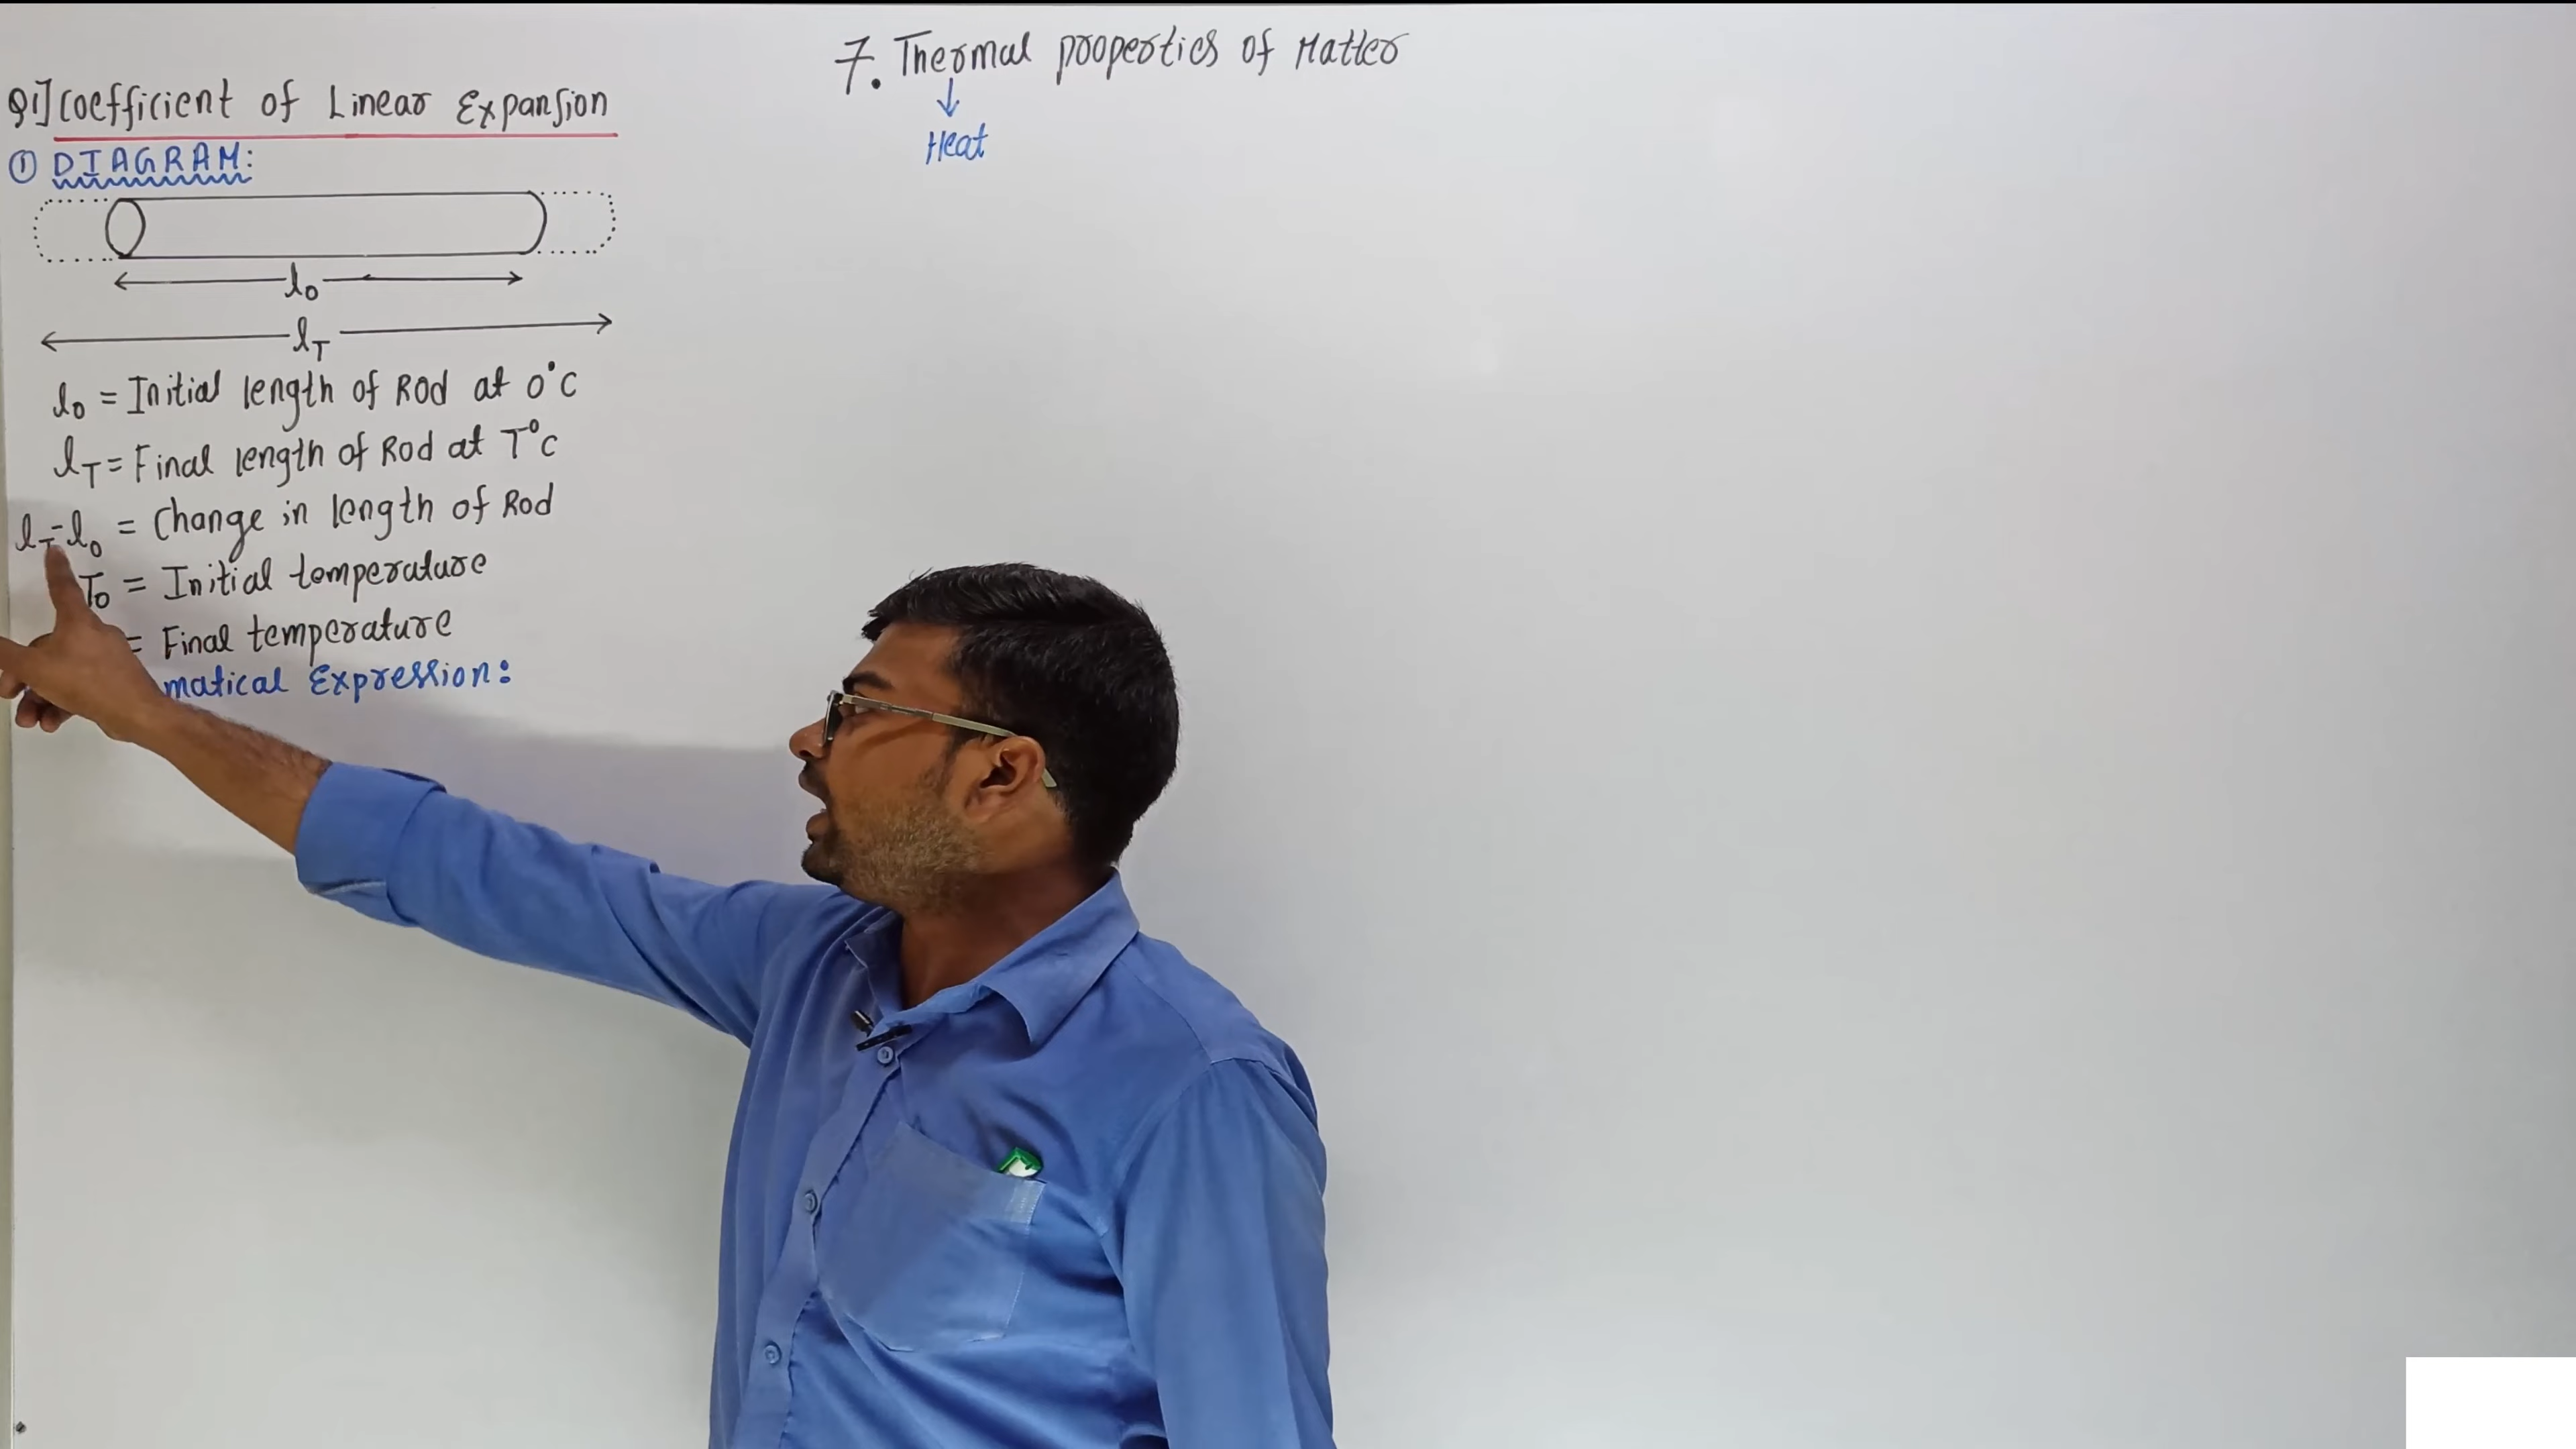 7. Thermal properties of Matter
↓
Heat
Q1] Coefficient of Linear Expansion
① DIAGRAM:
l₀
l_T
l₀ = Initial length of Rod at 0°C
l_T = Final length of Rod at T°C
l_T - l₀ = Change in length of Rod
T₀ = Initial temperature
= Final temperature
matical Expression: